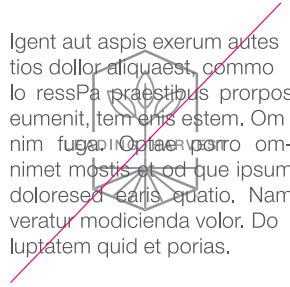 Igent aut aspis exerum autes
tios dollor aliquaest, commo
lo ressPa praestibus prorpos
eumenit, tem enis estem. Om
nim fuga. Optae porro om-
LEADING HARVEST
nimet mostis et od que ipsum
doloresed earis quatio. Nam
veratur modicienda volor. Do
luptatem quid et porias.